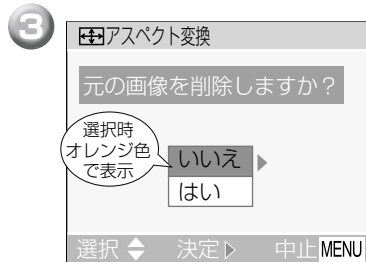 3
アスペクト変換
元の画像を削除しますか？
選択時
オレンジ色
で表示
いいえ
はい
選択 決定 中止 MENU